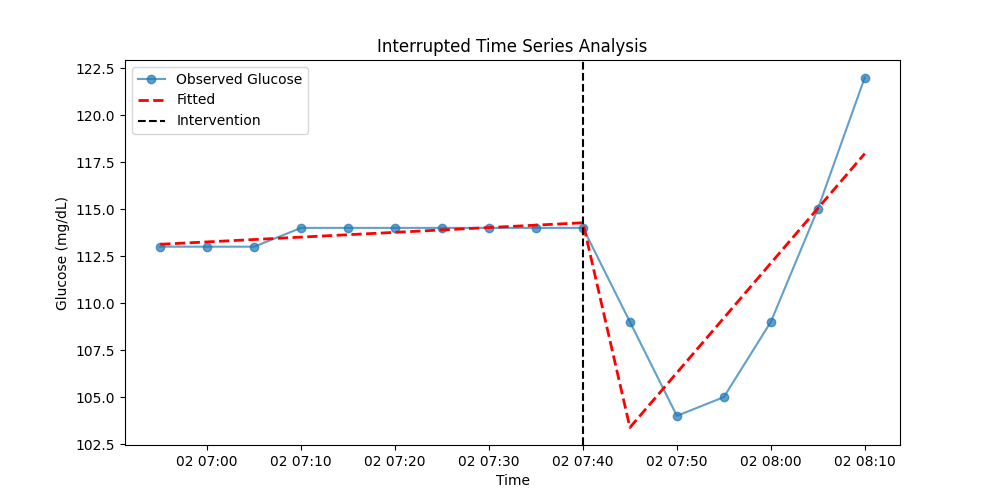 Interrupted Time Series Analysis
Observed Glucose
Fitted
Intervention
Glucose (mg/dL)
122.5
120.0
117.5
115.0
112.5
110.0
107.5
105.0
102.5
02 07:00 02 07:10 02 07:20 02 07:30 02 07:40 02 07:50 02 08:00 02 08:10
Time